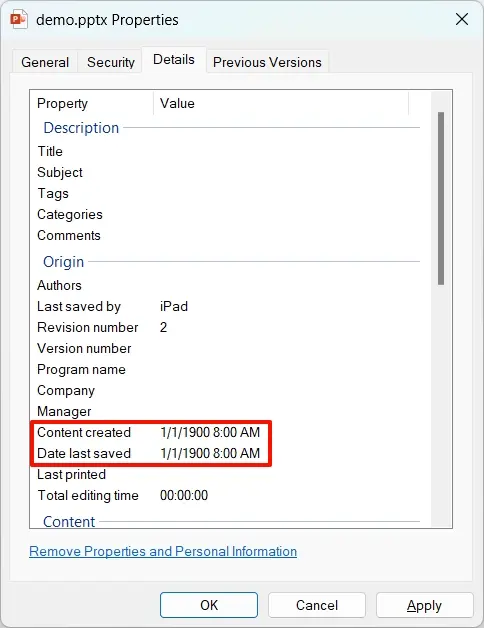 demo.pptx Properties
General Security Details Previous Versions
Property Value
Description
Title
Subject
Tags
Categories
Comments
Origin
Authors
Last saved by iPad
Revision number 2
Version number
Program name
Company
Manager
Content created 1/1/1900 8:00 AM
Date last saved 1/1/1900 8:00 AM
Last printed
Total editing time 00:00:00
Content
Remove Properties and Personal Information
OK Cancel Apply